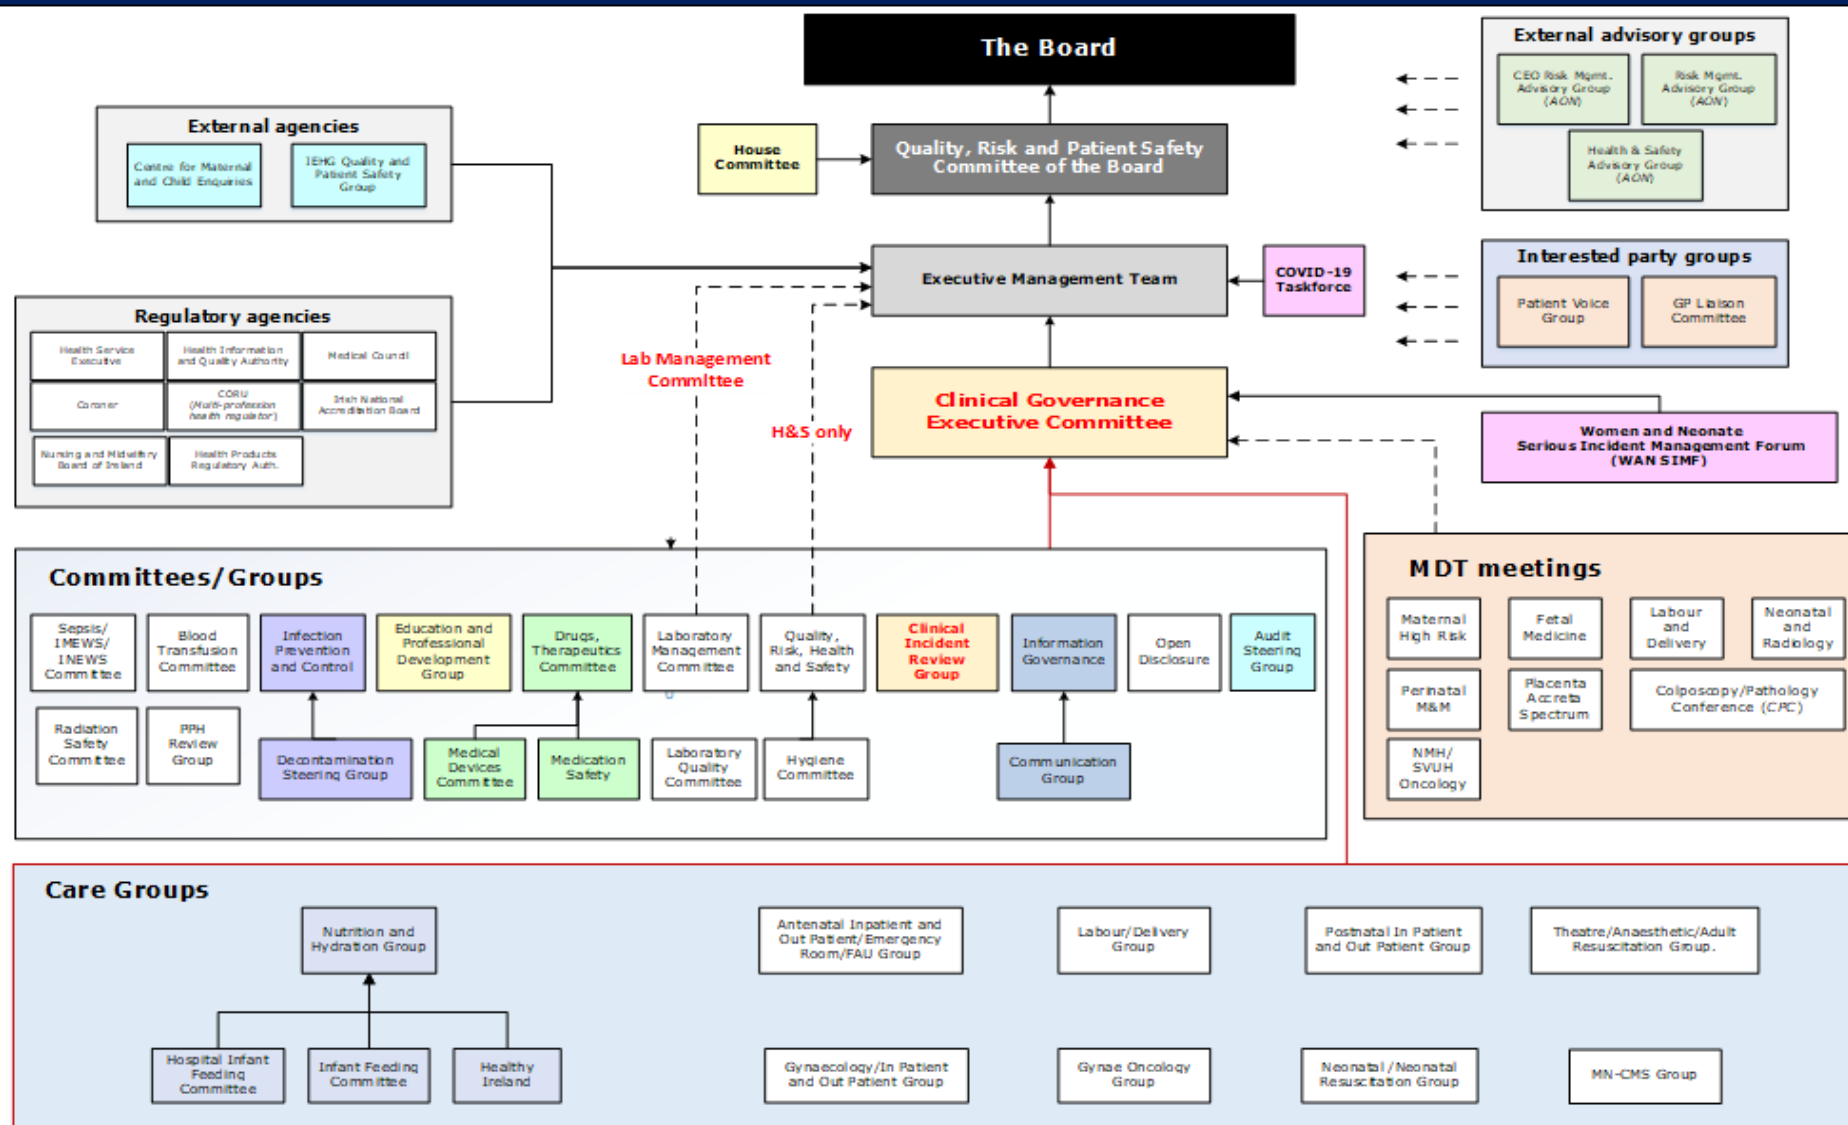 The Board
External advisory groups
CEO Risk Mgmt.
Advisory Group
(AON)
Risk Mgmt.
Advisory Group
(AON)
Health & Safety
Advisory Group
(AON)
External agencies
Centre for Maternal
and Child Enquiries
IEHG Quality and
Patient Safety
Group
House
Committee
Quality, Risk and Patient Safety
Committee of the Board
Interested party groups
Patient Voice
Group
GP Liaison
Committee
Executive Management Team
COVID-19
Taskforce
Regulatory agencies
Health Service
Executive
Health Information
and Quality Authority
Medical Council
Coroner
CORU
(Multi-profession
health regulator)
Irish National
Accreditation Board
Nursing and Midwifery
Board of Ireland
Health Products
Regulatory Auth.
Lab Management
Committee
H&S only
Clinical Governance
Executive Committee
Women and Neonate
Serious Incident Management Forum
(WAN SIMF)
Committees/Groups
Sepsis/
IMEWS/
INEWS
Committee
Blood
Transfusion
Committee
Infection
Prevention
and Control
Education and
Professional
Development
Group
Drugs,
Therapeutics
Committee
Laboratory
Management
Committee
Quality,
Risk, Health
and Safety
Clinical
Incident
Review
Group
Information
Governance
Open
Disclosure
Audit
Steering
Group
Radiation
Safety
Committee
PPH
Review
Group
Decontamination
Steering Group
Medical
Devices
Committee
Medication
Safety
Laboratory
Quality
Committee
Hygiene
Committee
Communication
Group
MDT meetings
Maternal
High Risk
Fetal
Medicine
Labour
and
Delivery
Neonatal
and
Radiology
Perinatal
M&M
Placenta
Accreta
Spectrum
Colposcopy/Pathology
Conference (CPC)
NMH/
SVUH
Oncology
Care Groups
Nutrition and
Hydration Group
Antenatal Inpatient and
Out Patient/Emergency
Room/FAU Group
Labour/Delivery
Group
Postnatal In Patient
and Out Patient Group
Theatre/Anaesthetic/Adult
Resuscitation Group.
Hospital Infant
Feeding
Committee
Infant Feeding
Committee
Healthy
Ireland
Gynaecology/In Patient
and Out Patient Group
Gynae Oncology
Group
Neonatal/Neonatal
Resuscitation Group
MN-CMS Group